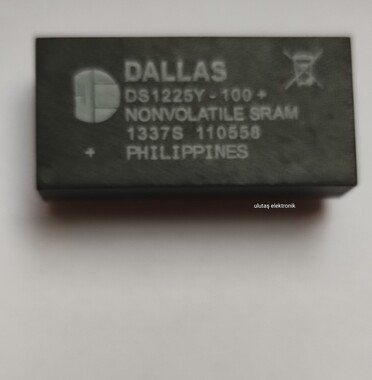 DALLAS
DS1225Y-100+
NONVOLATILE SRAM
1337S 110558
+ PHILIPPINES
ulutaş elektronik